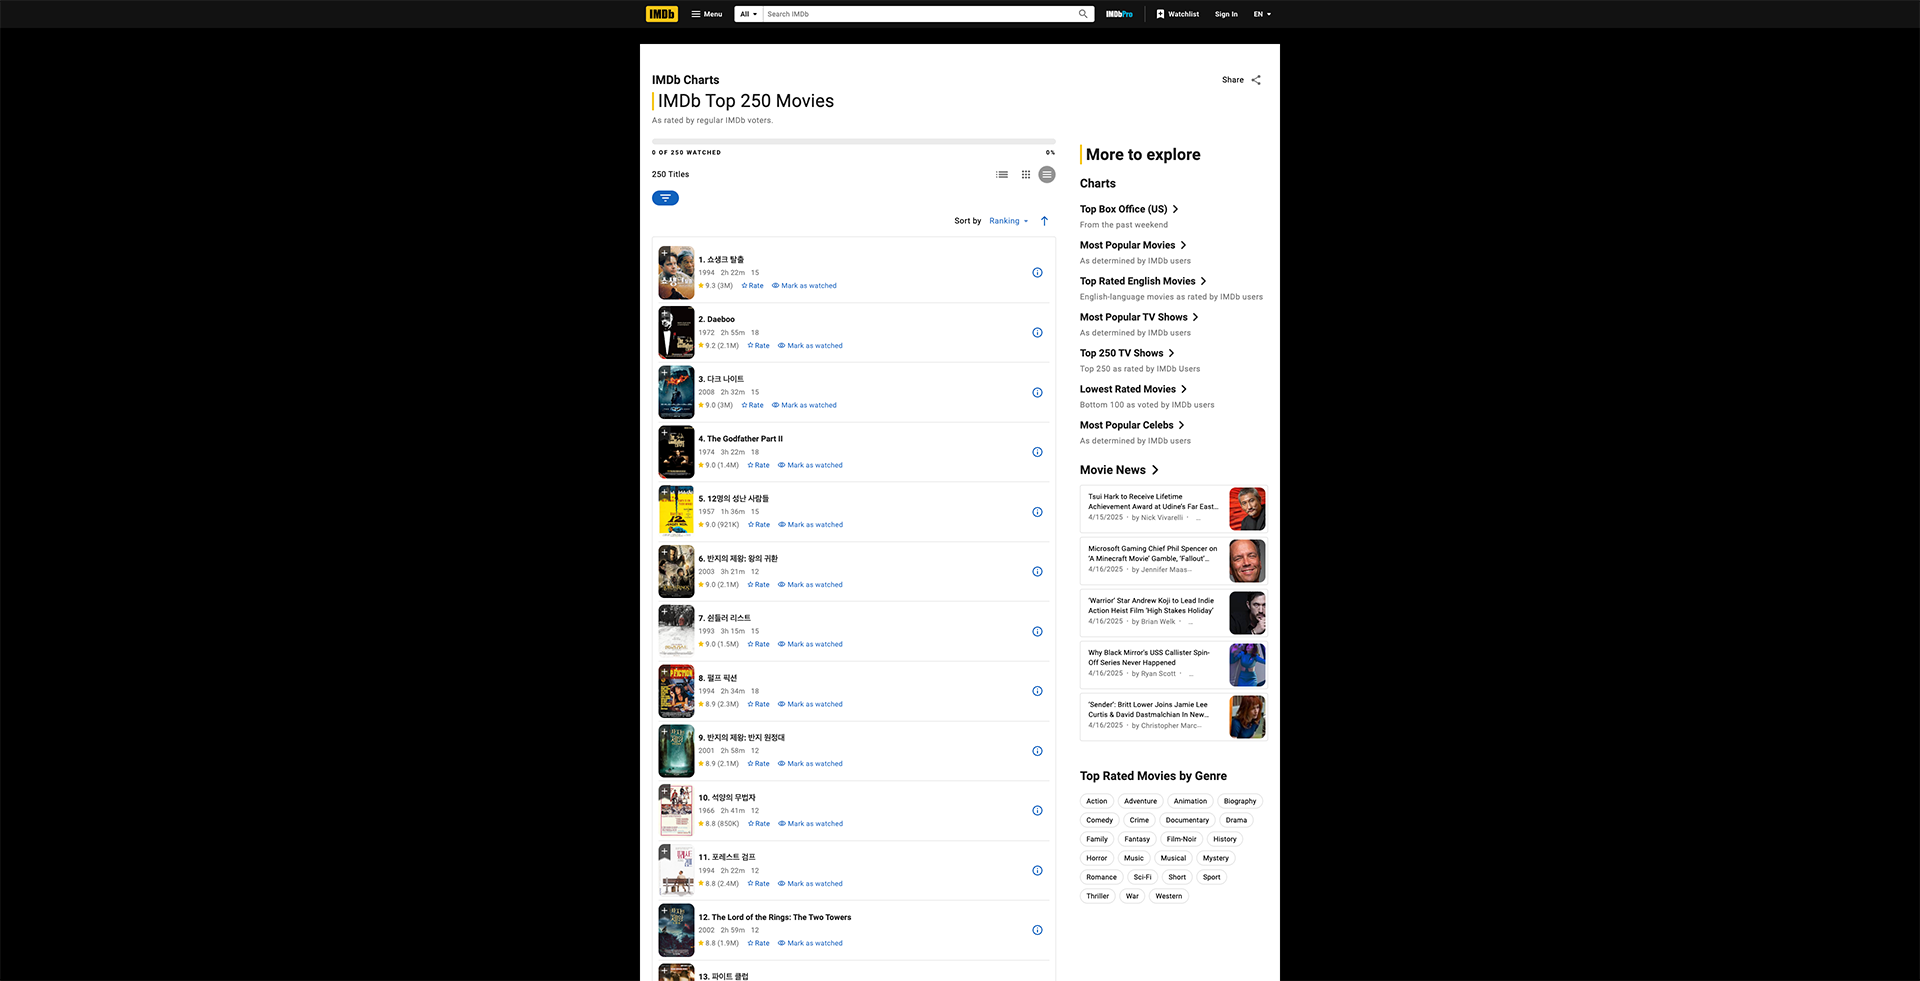 IMDb
Menu
All
Search IMDb
IMDbPro
Watchlist
Sign In
EN
IMDb Charts
Share
IMDb Top 250 Movies
As rated by regular IMDb voters.
0 OF 250 WATCHED
0%
250 Titles
Sort by Ranking
1. 쇼생크 탈출
1994 2h 22m 15
9.3 (3M) Rate Mark as watched
2. Daeboo
1972 2h 55m 18
9.2 (2.1M) Rate Mark as watched
3. 다크 나이트
2008 2h 32m 15
9.0 (3M) Rate Mark as watched
4. The Godfather Part II
1974 3h 22m 18
9.0 (1.4M) Rate Mark as watched
5. 12명의 성난 사람들
1957 1h 36m 15
9.0 (921K) Rate Mark as watched
6. 반지의 제왕: 왕의 귀환
2003 3h 21m 12
9.0 (2.1M) Rate Mark as watched
7. 쉰들러 리스트
1993 3h 15m 15
9.0 (1.5M) Rate Mark as watched
8. 펄프 픽션
1994 2h 34m 18
8.9 (2.3M) Rate Mark as watched
9. 반지의 제왕: 반지 원정대
2001 2h 58m 12
8.9 (2.1M) Rate Mark as watched
10. 석양의 무법자
1966 2h 41m 12
8.8 (850K) Rate Mark as watched
11. 포레스트 검프
1994 2h 22m 12
8.8 (2.4M) Rate Mark as watched
12. The Lord of the Rings: The Two Towers
2002 2h 59m 12
8.8 (1.9M) Rate Mark as watched
13. 파이트 클럽
More to explore
Charts
Top Box Office (US)
From the past weekend
Most Popular Movies
As determined by IMDb users
Top Rated English Movies
English-language movies as rated by IMDb users
Most Popular TV Shows
As determined by IMDb users
Top 250 TV Shows
Top 250 as rated by IMDb Users
Lowest Rated Movies
Bottom 100 as voted by IMDb users
Most Popular Celebs
As determined by IMDb users
Movie News
Tsui Hark to Receive Lifetime
Achievement Award at Udine's Far East…
4/15/2025 · by Nick Vivarelli · …
Microsoft Gaming Chief Phil Spencer on
'A Minecraft Movie' Gamble, 'Fallout'…
4/16/2025 · by Jennifer Maas…
'Warrior' Star Andrew Koji to Lead Indie
Action Heist Film 'High Stakes Holiday'
4/16/2025 · by Brian Welk · …
Why Black Mirror's USS Callister Spin-
Off Series Never Happened
4/16/2025 · by Ryan Scott · …
'Sender': Britt Lower Joins Jamie Lee
Curtis & David Dastmalchian In New…
4/16/2025 · by Christopher Marc…
Top Rated Movies by Genre
Action Adventure Animation Biography
Comedy Crime Documentary Drama
Family Fantasy Film-Noir History
Horror Music Musical Mystery
Romance Sci-Fi Short Sport
Thriller War Western